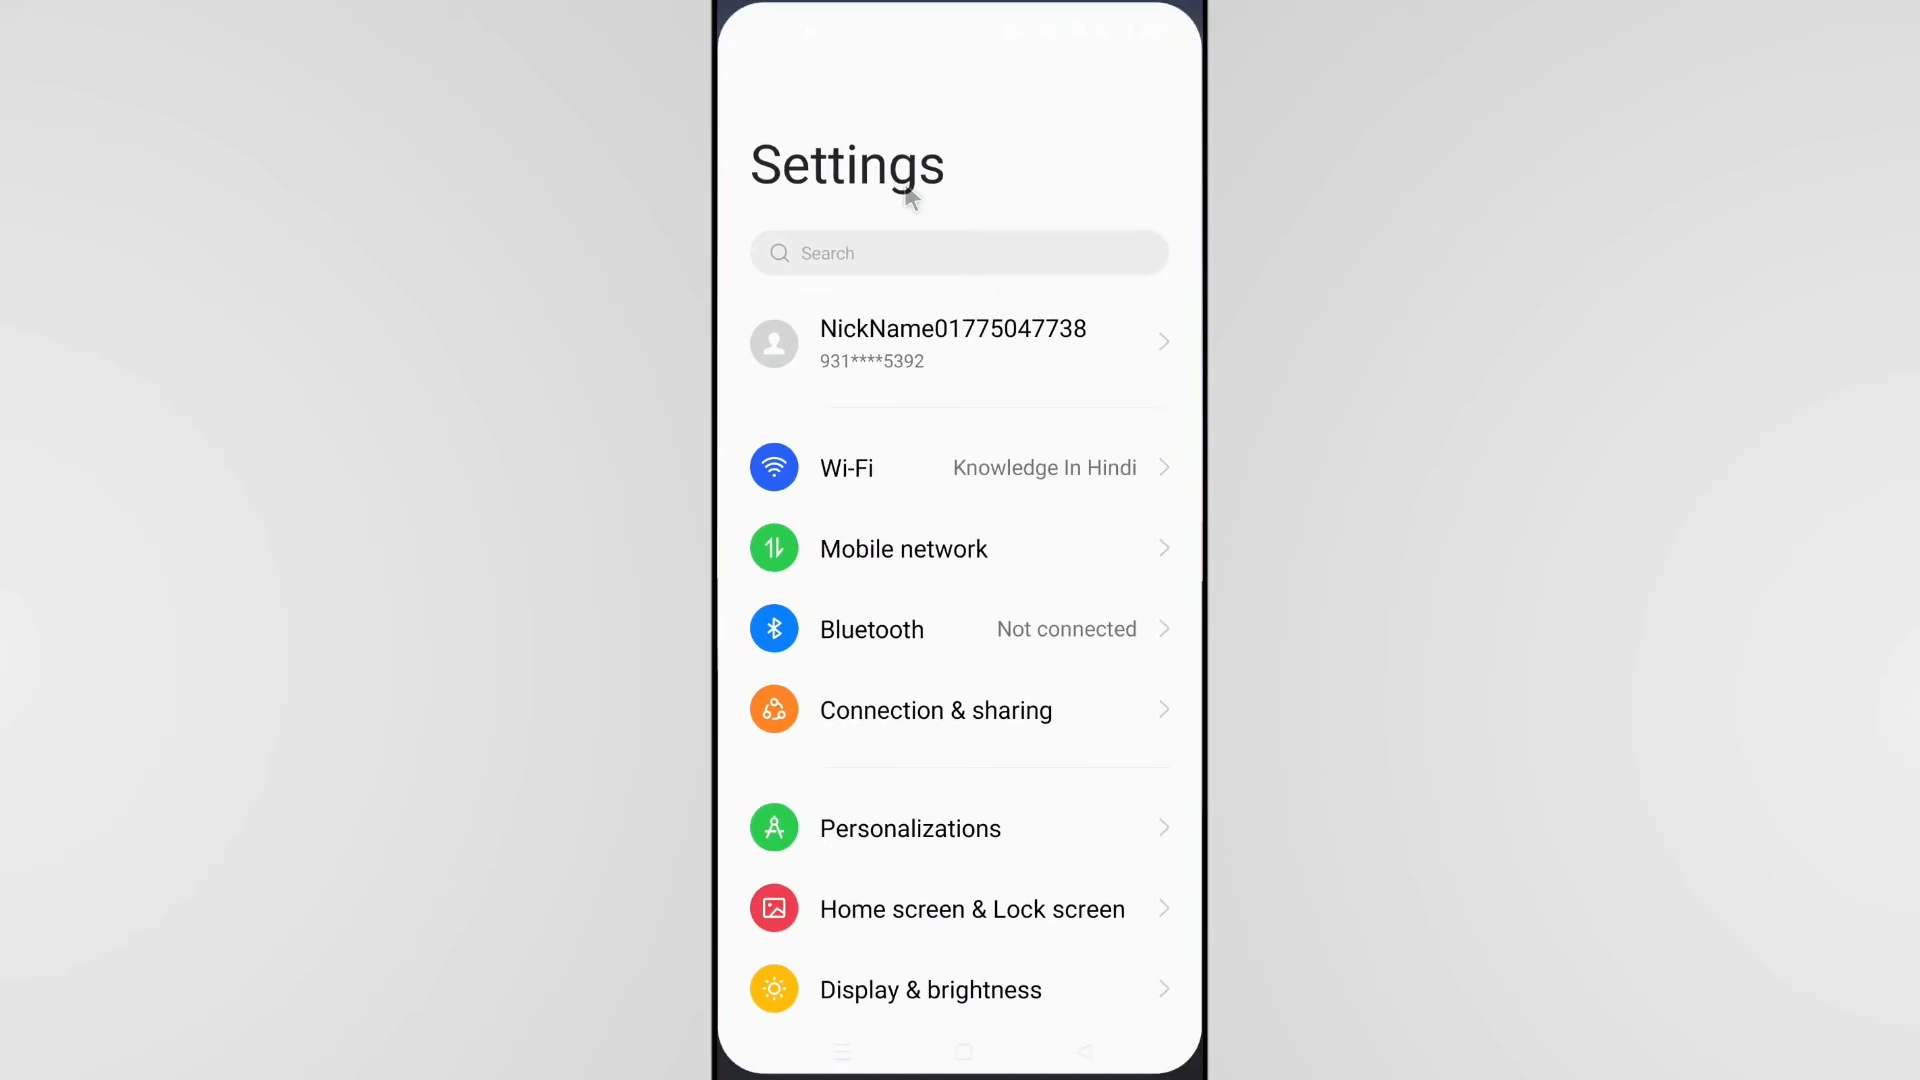 Settings
Search
NickName01775047738
931****5392
Wi-Fi Knowledge In Hindi
Mobile network
Bluetooth Not connected
Connection & sharing
Personalizations
Home screen & Lock screen
Display & brightness